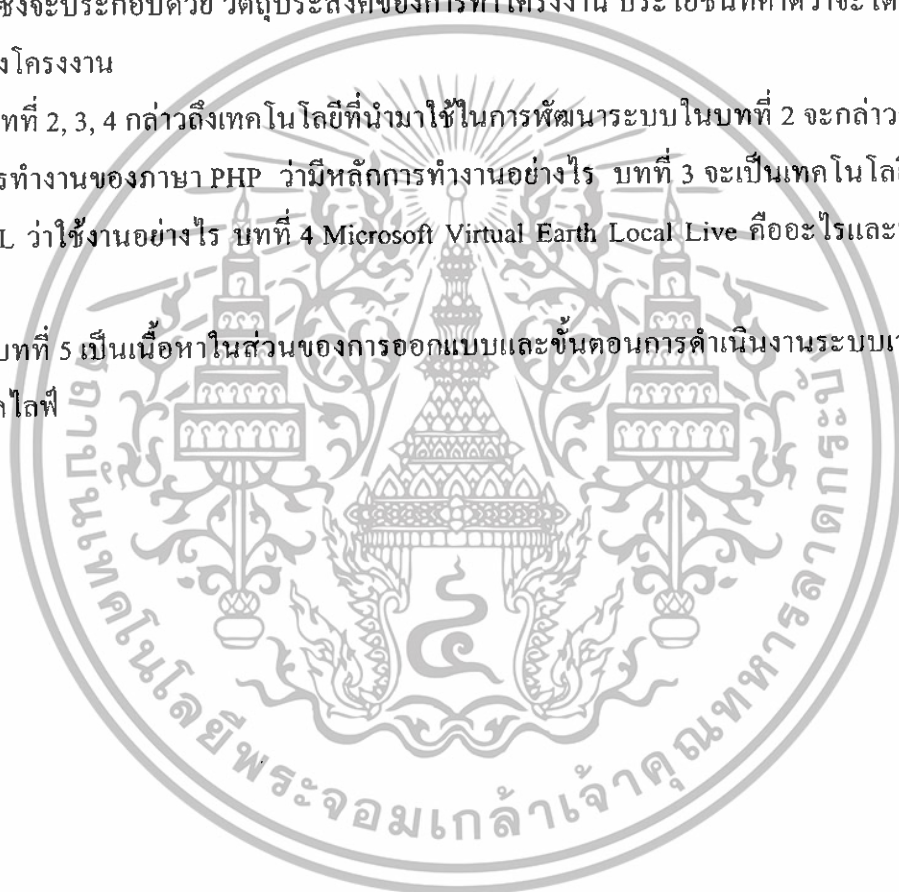 ซึ่งจะประกอบด้วย วัตถุประสงค์ของการทำโครงงาน ประโยชน์ที่คาดว่าจะได้
งโครงงาน
ทที่ 2, 3, 4 กล่าวถึงเทคโนโลยีที่นำมาใช้ในการพัฒนาระบบในบทที่ 2 จะกล่าว
รทำงานของภาษา PHP ว่ามีหลักการทำงานอย่างไร บทที่ 3 จะเป็นเทคโนโลยี
L ว่าใช้งานอย่างไร บทที่ 4 Microsoft Virtual Earth Local Live คืออะไรและ
บทที่ 5 เป็นเนื้อหาในส่วนของการออกแบบและขั้นตอนการดำเนินงานระบบ
ลไลฟ์
สถาบันเทคโนโลยีพระจอมเกล้าเจ้าคุณทหารลาดกระบัง
๔